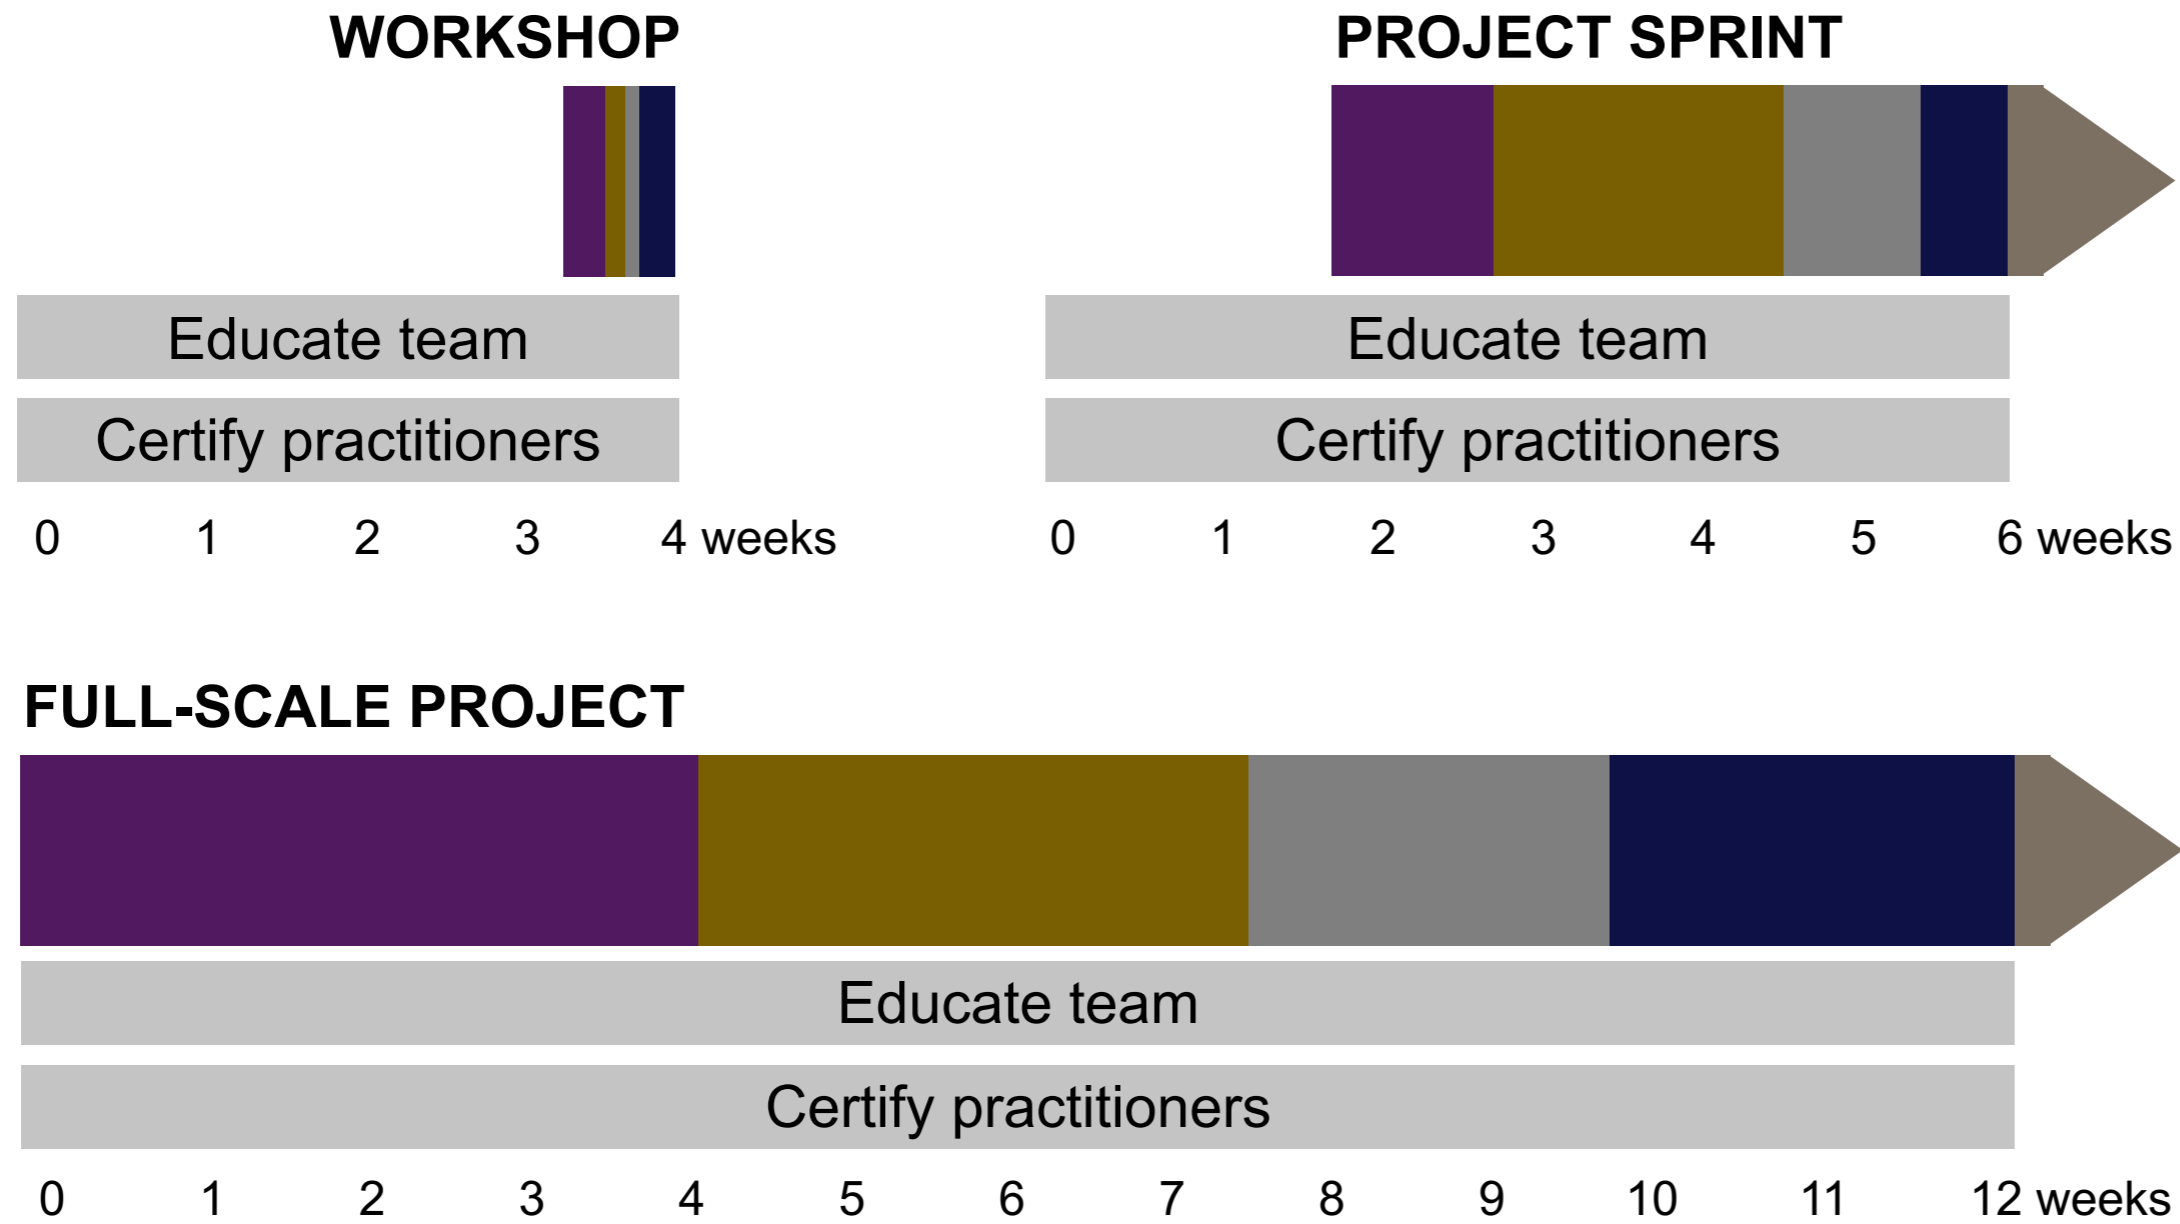 WORKSHOP
Educate team
Certify practitioners
0 1 2 3 4 weeks
PROJECT SPRINT
Educate team
Certify practitioners
0 1 2 3 4 5 6 weeks
FULL-SCALE PROJECT
Educate team
Certify practitioners
0 1 2 3 4 5 6 7 8 9 10 11 12 weeks